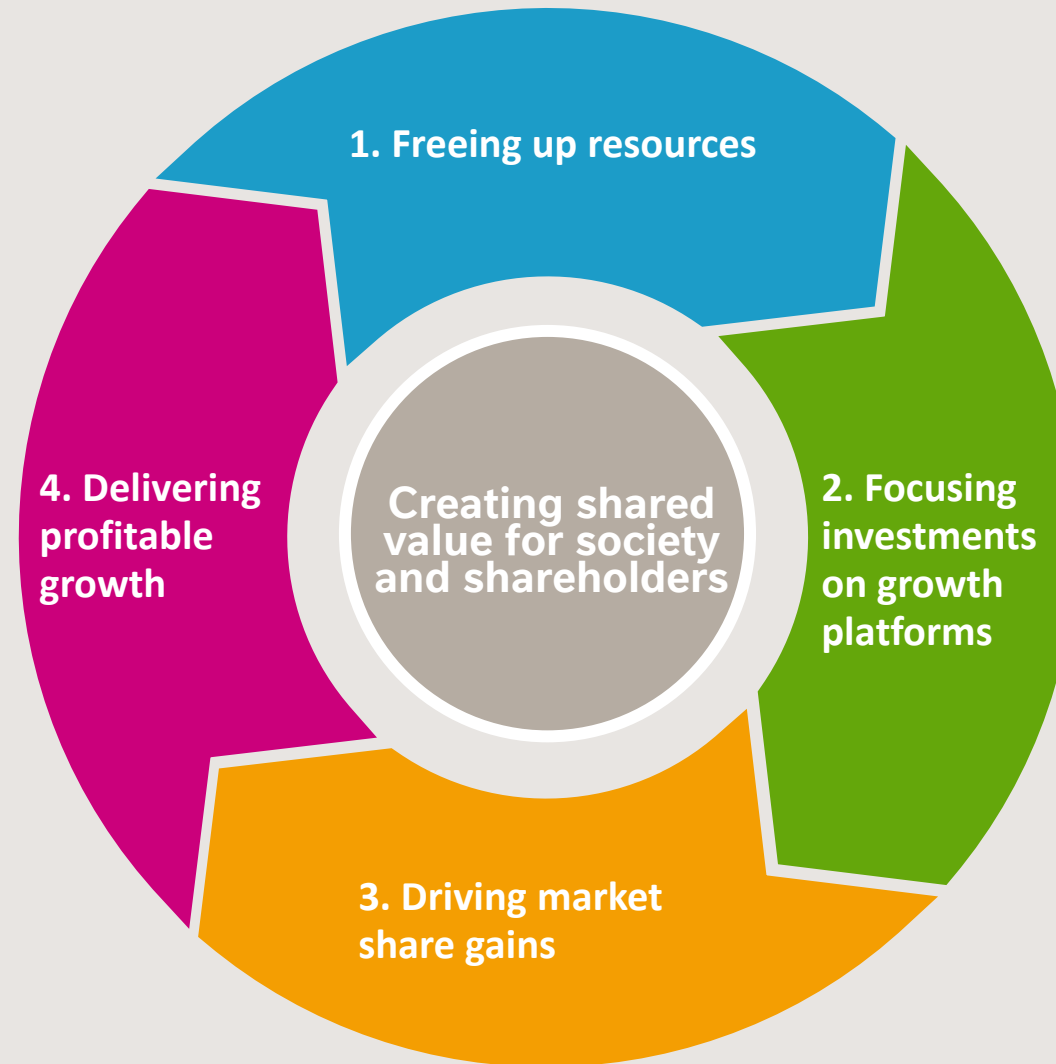 1. Freeing up resources
2. Focusing
investments
on growth
platforms
3. Driving market
share gains
4. Delivering
profitable
growth
Creating shared
value for society
and shareholders